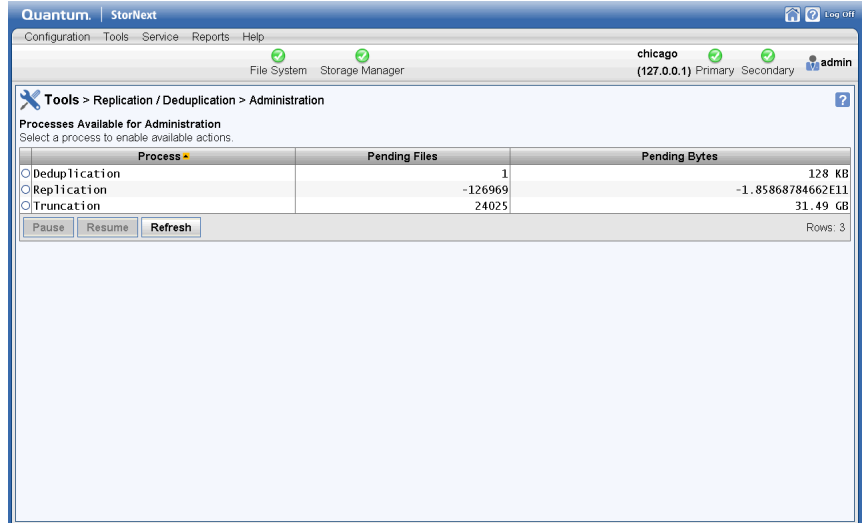 Quantum. | StorNext
Log Off
Configuration Tools Service Reports Help
File System Storage Manager
chicago
(127.0.0.1) Primary Secondary
admin
Tools > Replication / Deduplication > Administration
?
Processes Available for Administration
Select a process to enable available actions.
Process Pending Files Pending Bytes
Deduplication 1 128 KB
Replication -126969 -1.85868784662E11
Truncation 24025 31.49 GB
Pause Resume Refresh Rows: 3